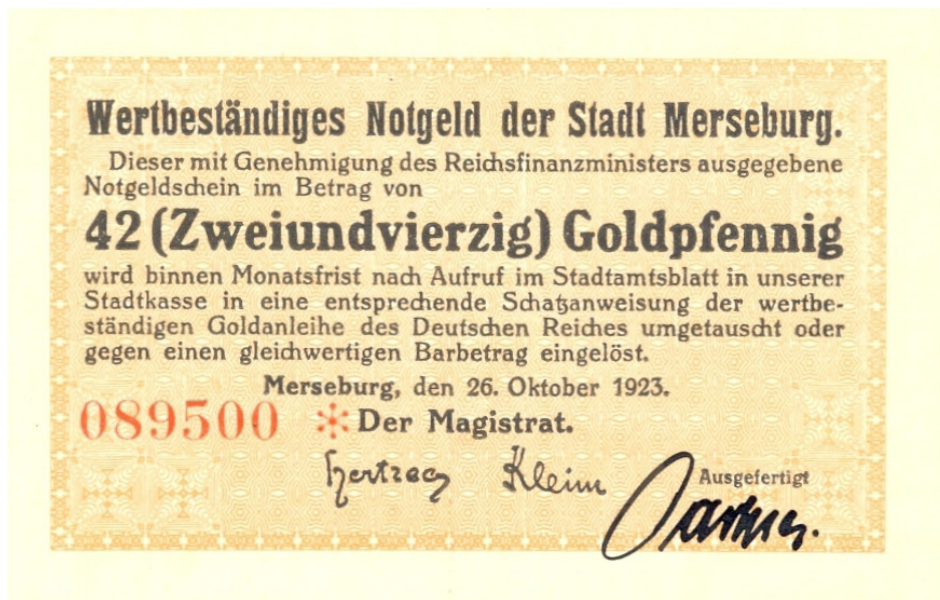 Wertbeständiges Notgeld der Stadt Merseburg.
Dieser mit Genehmigung des Reichsfinanzministers ausgegebene
Notgeldschein im Betrag von
42 (Zweiundvierzig) Goldpfennig
wird binnen Monatsfrist nach Aufruf im Stadtamtsblatt in unserer
Stadtkasse in eine entsprechende Schatzanweisung der wertbe-
ständigen Goldanleihe des Deutschen Reiches umgetauscht oder
gegen einen gleichwertigen Barbetrag eingelöst.
Merseburg, den 26. Oktober 1923.
089500 * Der Magistrat.
Hertzog Klein
Ausgefertigt